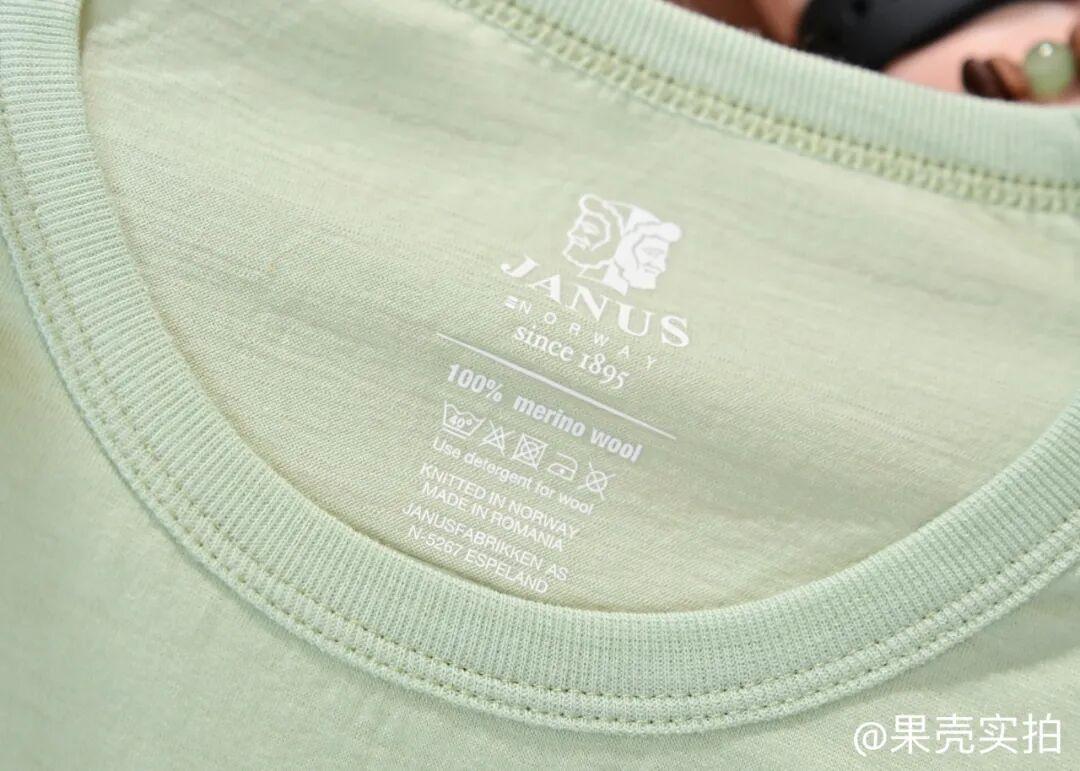 JANUS
NORWAY
since 1895
100% merino wool
40°
Use detergent for wool
KNITTED IN NORWAY
MADE IN ROMANIA
JANUSFABRIKKEN AS
N-5267 ESPELAND
@果壳实拍